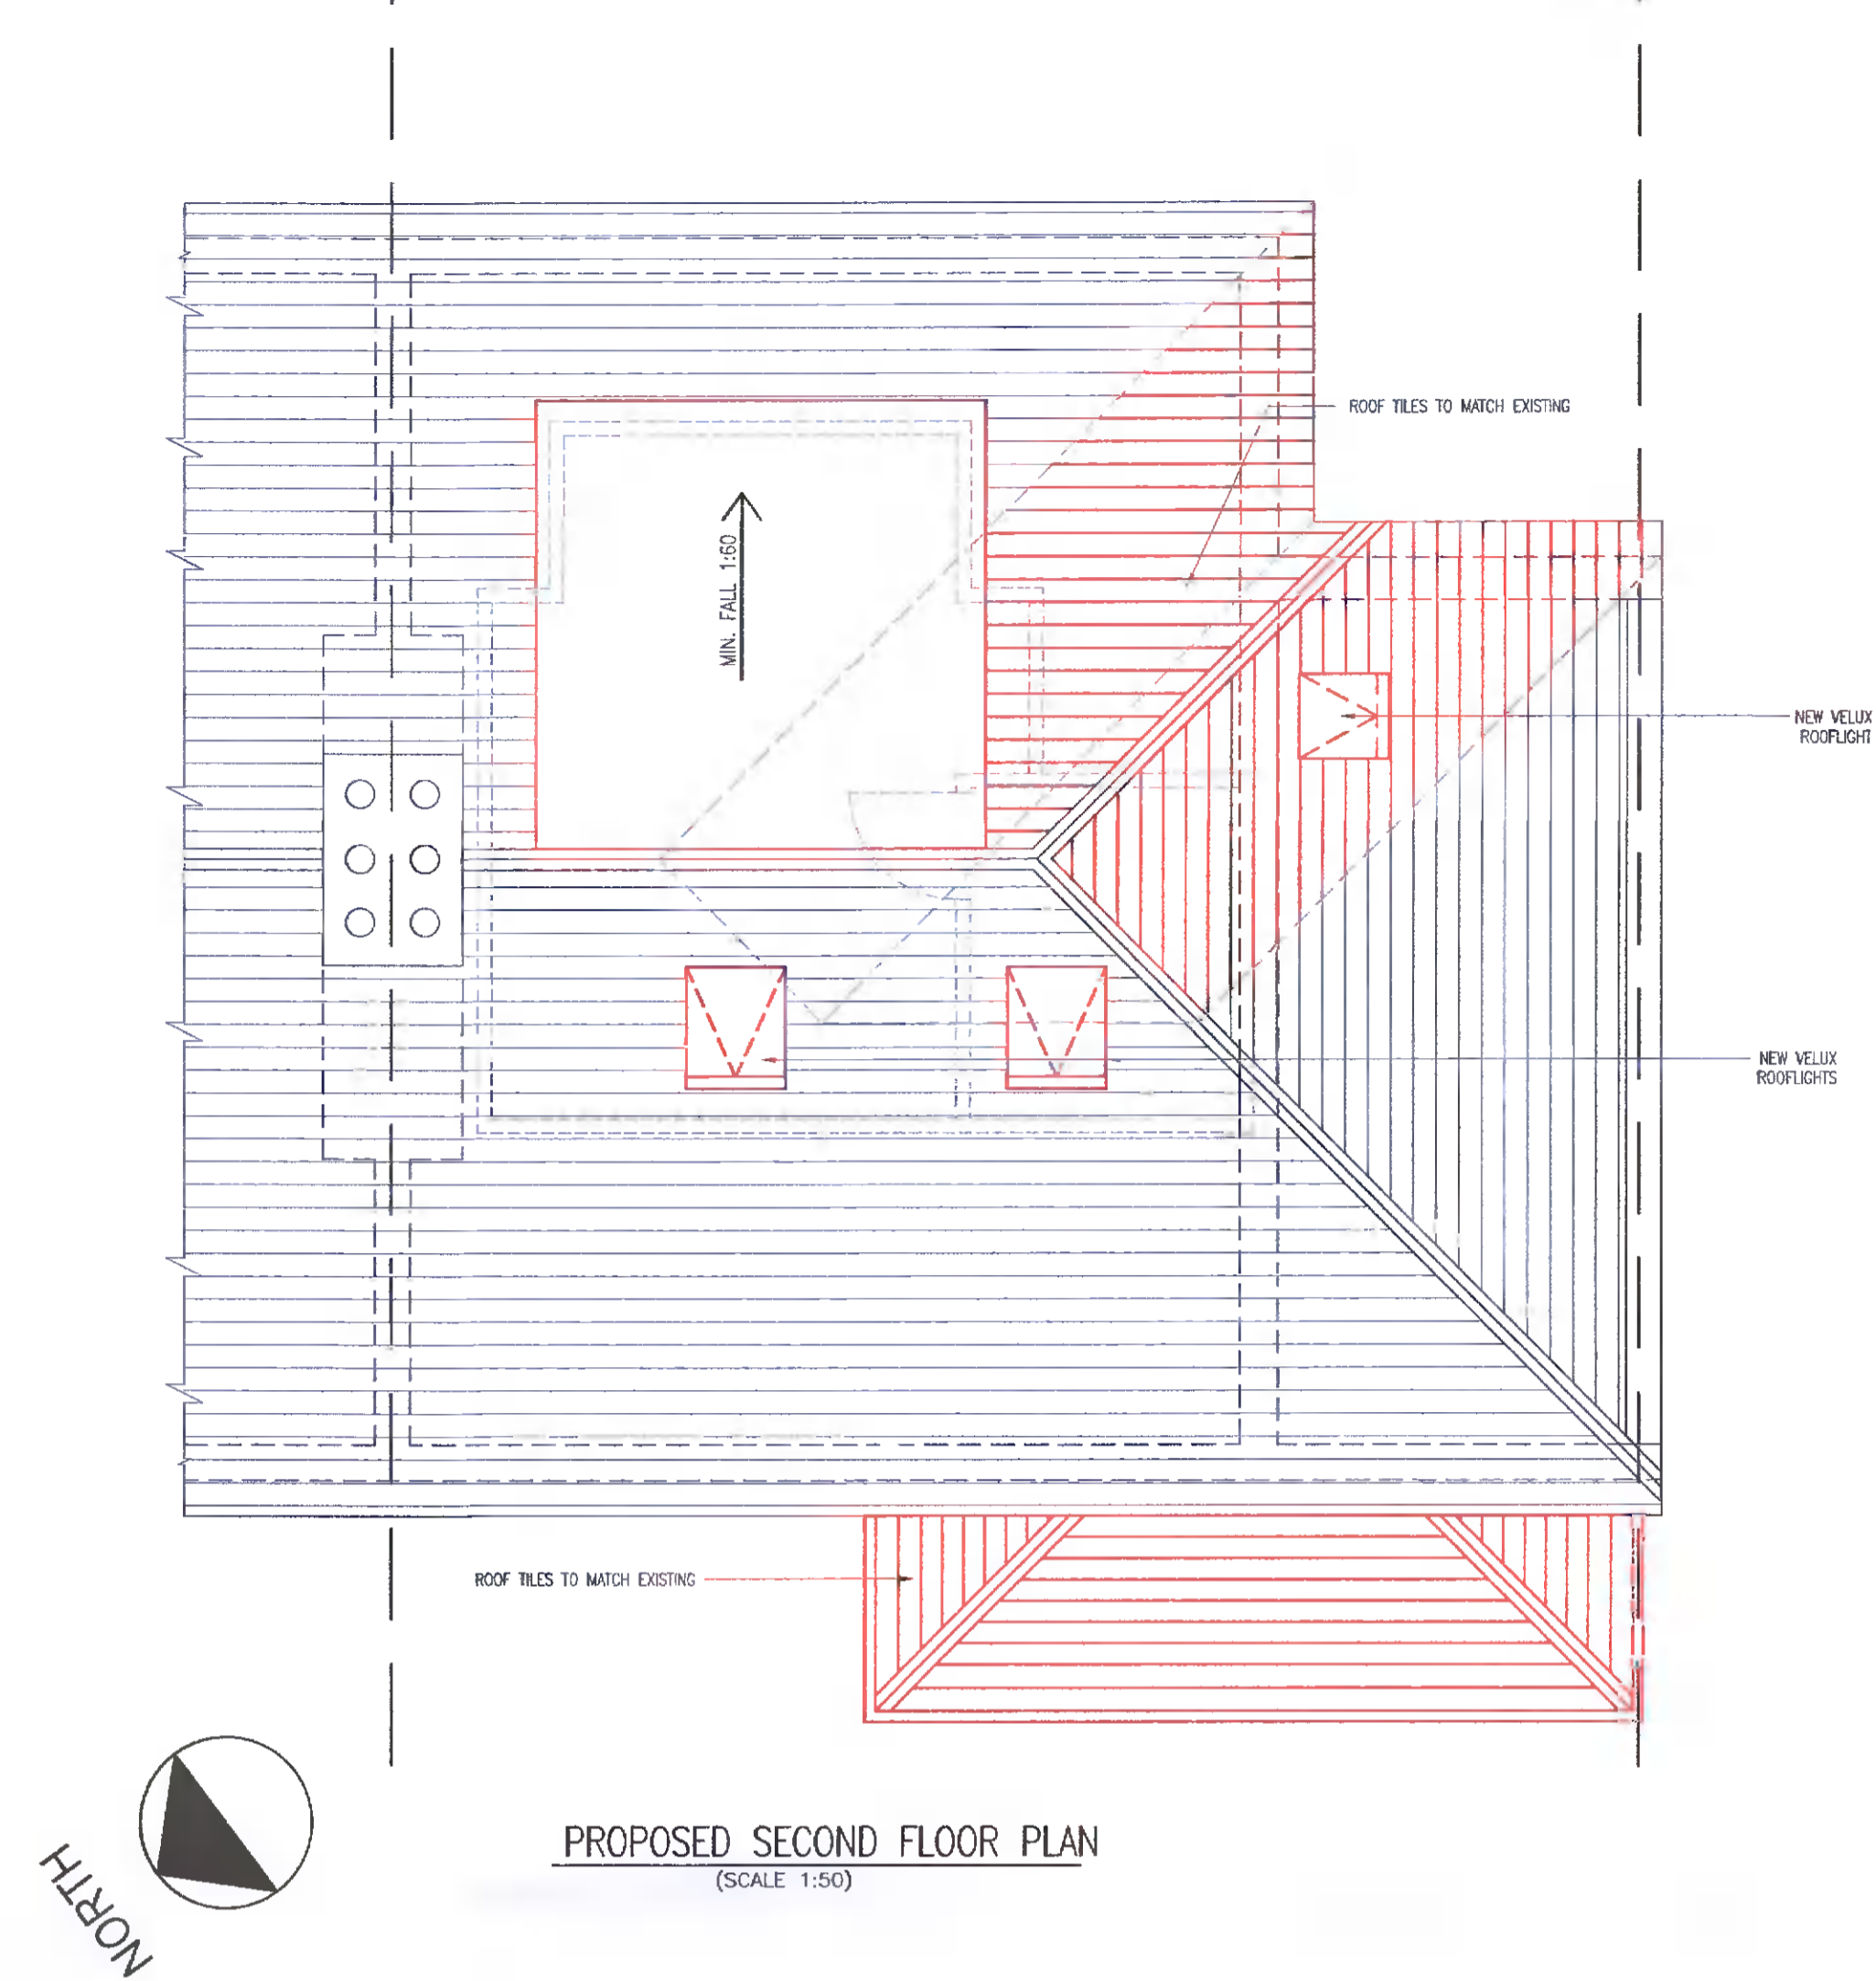 ROOF TILES TO MATCH EXISTING
MIN. FALL 1:60
NEW VELUX
ROOFLIGHT
NEW VELUX
ROOFLIGHTS
ROOF TILES TO MATCH EXISTING
PROPOSED SECOND FLOOR PLAN
(SCALE 1:50)
NORTH